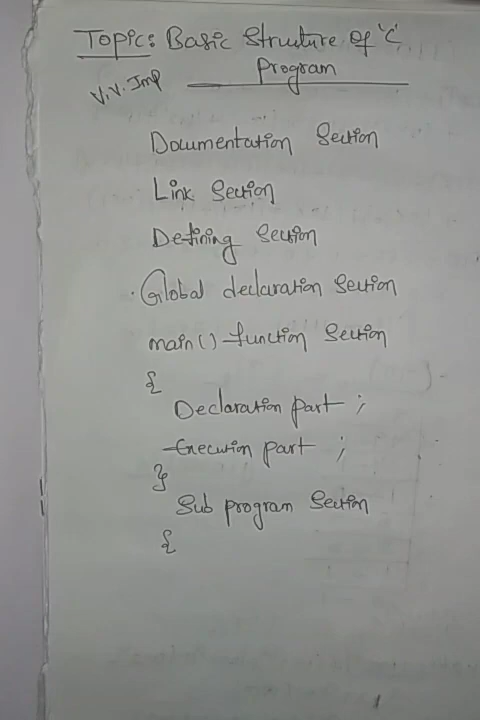 Topic: Basic Structure of 'C'
Program
V.V.Imp
Documentation Section
Link Section
Defining Section
Global declaration Section
main() function Section
{
Declaration part ;
Execution part ;
}
Sub program Section
{